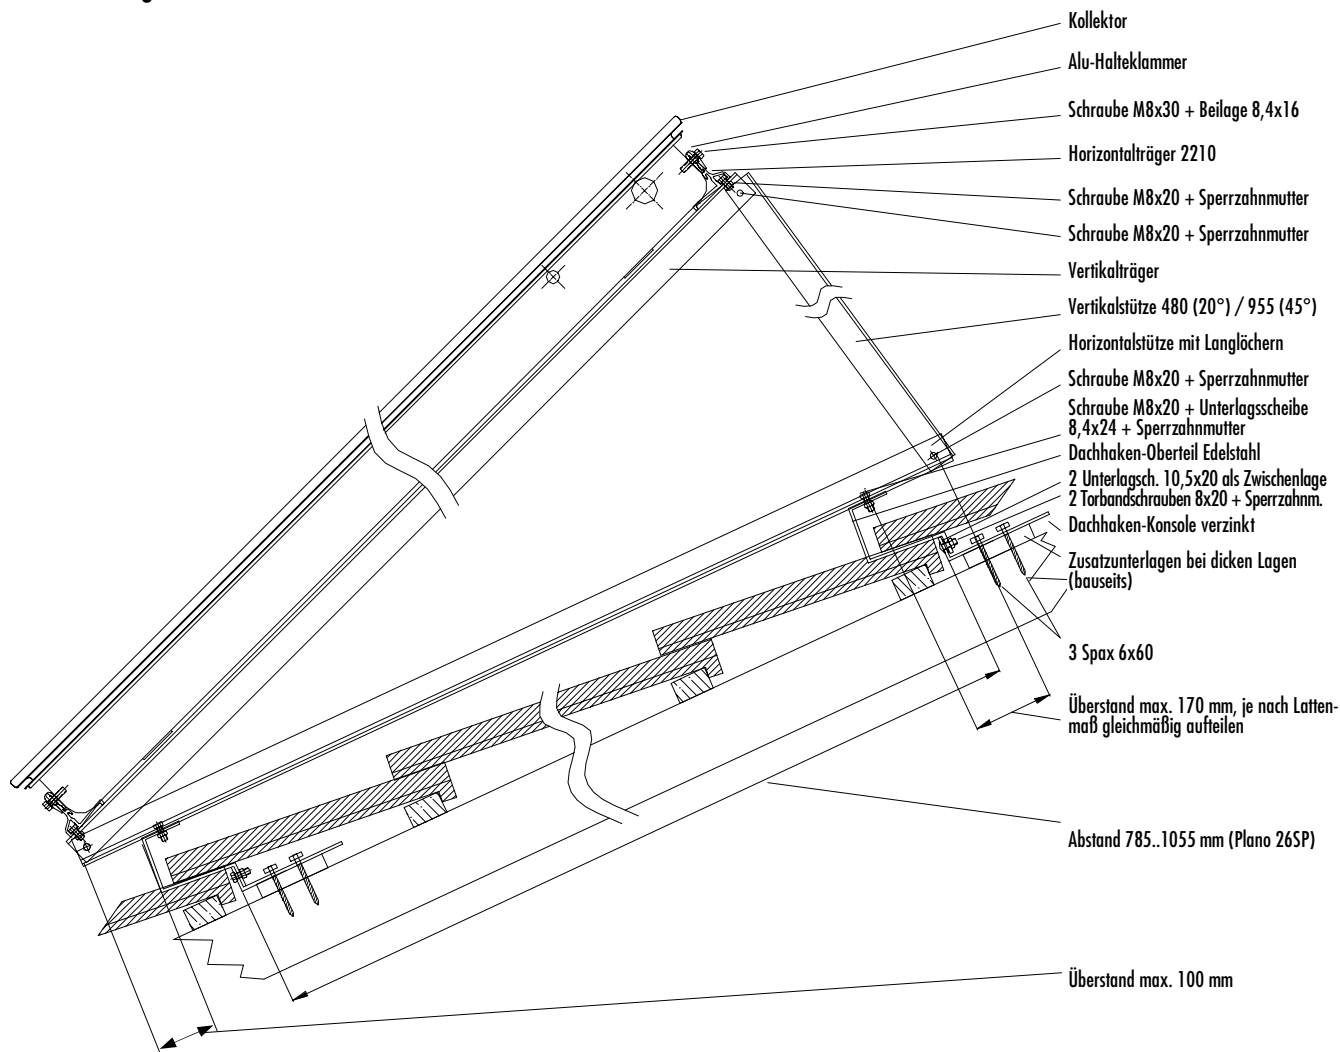 Kollektor
Alu-Halteklammer
Schraube M8x30 + Beilage 8,4x16
Horizontalträger 2210
Schraube M8x20 + Sperrzahnmutter
Schraube M8x20 + Sperrzahnmutter
Vertikalträger
Vertikalstütze 480 (20°) / 955 (45°)
Horizontalstütze mit Langlöchern
Schraube M8x20 + Sperrzahnmutter
Schraube M8x20 + Unterlagsscheibe
8,4x24 + Sperrzahnmutter
Dachhaken-Oberteil Edelstahl
2 Unterlagsch. 10,5x20 als Zwischenlage
2 Torbandschrauben 8x20 + Sperrzahnm.
Dachhaken-Konsole verzinkt
Zusatzunterlagen bei dicken Lagen
(bauseits)
3 Spax 6x60
Überstand max. 170 mm, je nach Latten-
maß gleichmäßig aufteilen
Abstand 785..1055 mm (Plano 26SP)
Überstand max. 100 mm